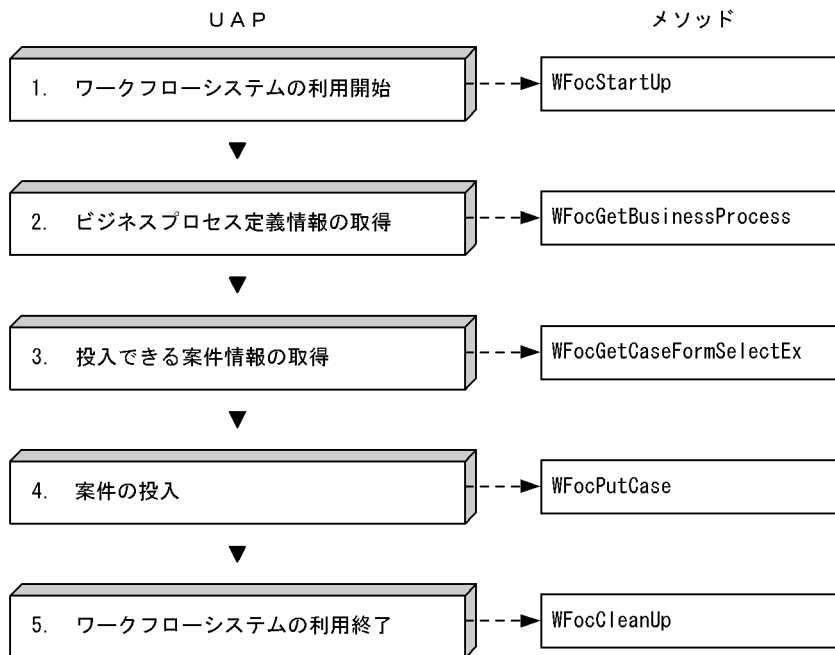 ＵＡＰ　メソッド
1. ワークフローシステムの利用開始　WFocStartUp
2. ビジネスプロセス定義情報の取得　WFocGetBusinessProcess
3. 投入できる案件情報の取得　WFocGetCaseFormSelectEx
4. 案件の投入　WFocPutCase
5. ワークフローシステムの利用終了　WFocCleanUp